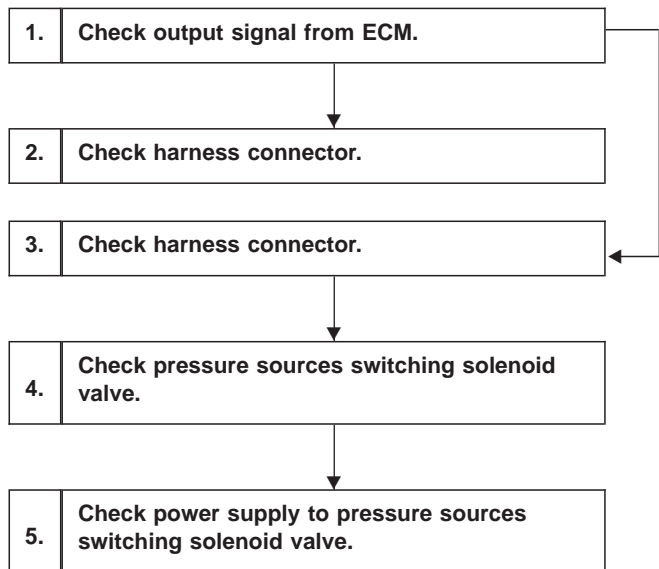 1. Check output signal from ECM.
2. Check harness connector.
3. Check harness connector.
4. Check pressure sources switching solenoid
valve.
5. Check power supply to pressure sources
switching solenoid valve.